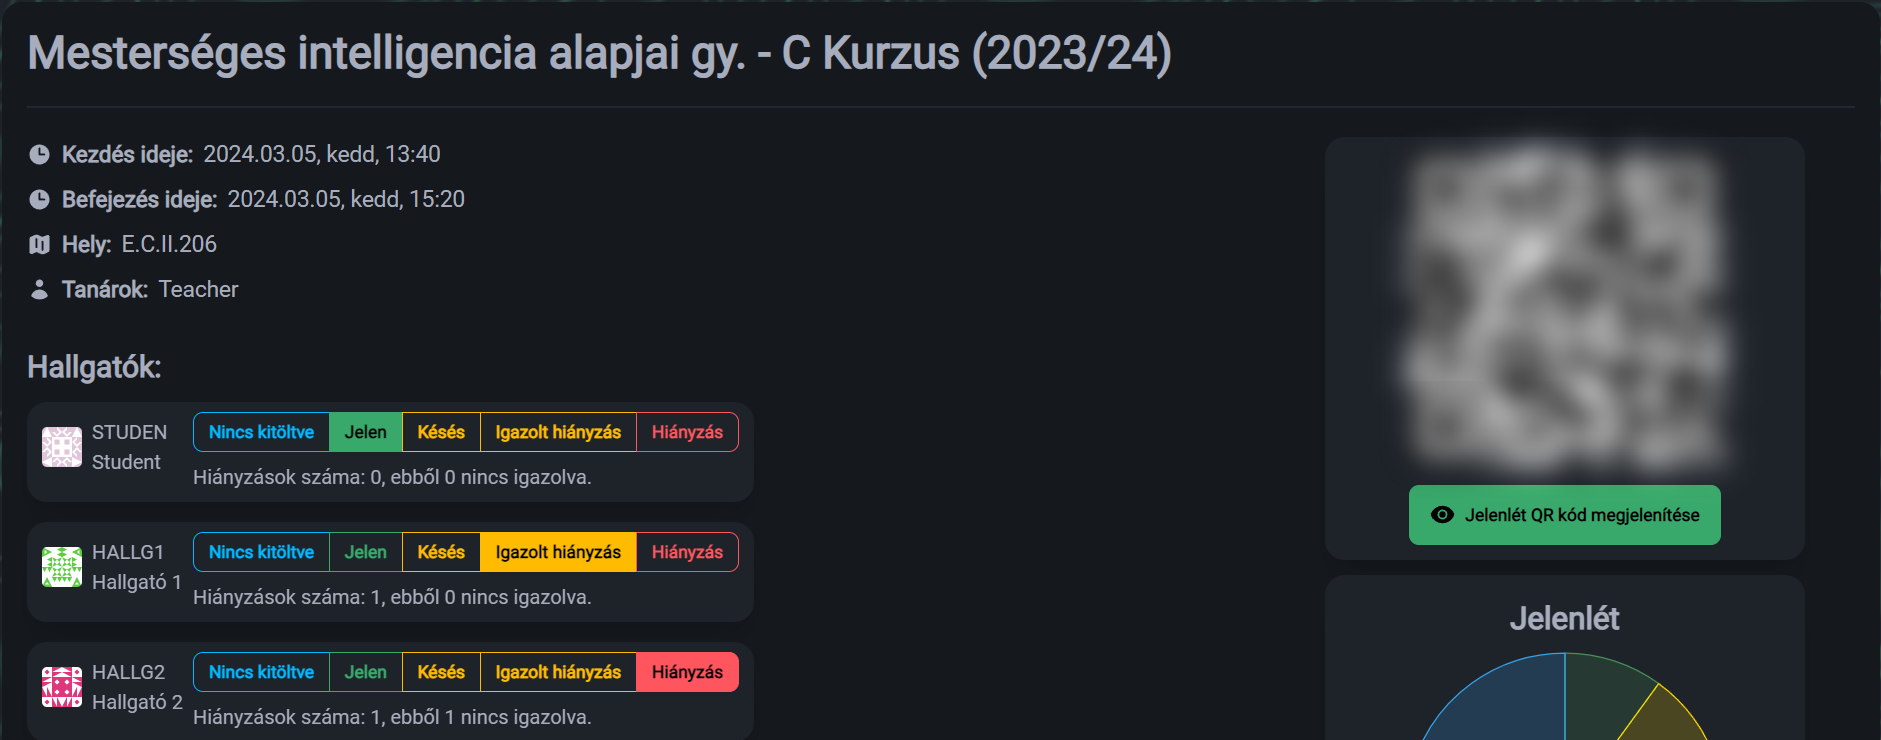 Mesterséges intelligencia alapjai gy. - C Kurzus (2023/24)
Kezdés ideje: 2024.03.05, kedd, 13:40
Befejezés ideje: 2024.03.05, kedd, 15:20
Hely: E.C.II.206
Tanárok: Teacher
Hallgatók:
STUDEN
Student
Nincs kitöltve Jelen Késés Igazolt hiányzás Hiányzás
Hiányzások száma: 0, ebből 0 nincs igazolva.
HALLG1
Hallgató 1
Nincs kitöltve Jelen Késés Igazolt hiányzás Hiányzás
Hiányzások száma: 1, ebből 0 nincs igazolva.
HALLG2
Hallgató 2
Nincs kitöltve Jelen Késés Igazolt hiányzás Hiányzás
Hiányzások száma: 1, ebből 1 nincs igazolva.
Jelenlét QR kód megjelenítése
Jelenlét